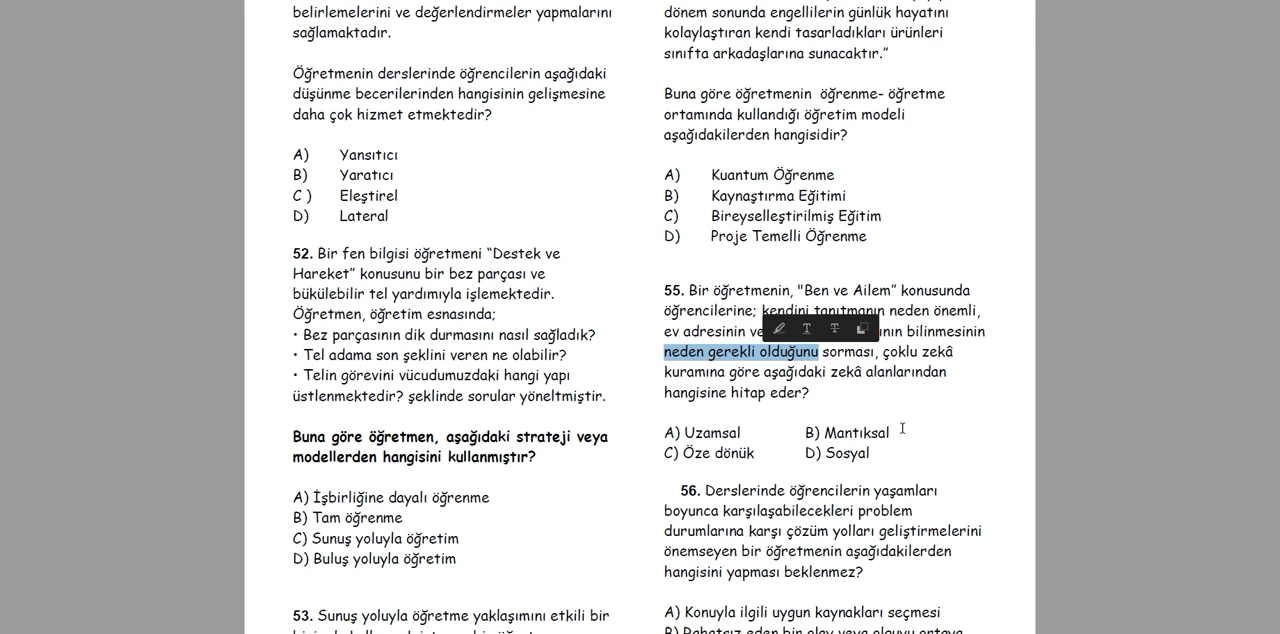 belirlemelerini ve değerlendirmeler yapmalarını
sağlamaktadır.
Öğretmenin derslerinde öğrencilerin aşağıdaki
düşünme becerilerinden hangisinin gelişmesine
daha çok hizmet etmektedir?
A) Yansıtıcı
B) Yaratıcı
C ) Eleştirel
D) Lateral
52. Bir fen bilgisi öğretmeni “Destek ve
Hareket” konusunu bir bez parçası ve
bükülebilir tel yardımıyla işlemektedir.
Öğretmen, öğretim esnasında;
• Bez parçasının dik durmasını nasıl sağladık?
• Tel adama son şeklini veren ne olabilir?
• Telin görevini vücudumuzdaki hangi yapı
üstlenmektedir? şeklinde sorular yöneltmiştir.
Buna göre öğretmen, aşağıdaki strateji veya
modellerden hangisini kullanmıştır?
A) İşbirliğine dayalı öğrenme
B) Tam öğrenme
C) Sunuş yoluyla öğretim
D) Buluş yoluyla öğretim
53. Sunuş yoluyla öğretme yaklaşımını etkili bir
dönem sonunda engellilerin günlük hayatını
kolaylaştıran kendi tasarladıkları ürünleri
sınıfta arkadaşlarına sunacaktır.”
Buna göre öğretmenin öğrenme- öğretme
ortamında kullandığı öğretim modeli
aşağıdakilerden hangisidir?
A) Kuantum Öğrenme
B) Kaynaştırma Eğitimi
C) Bireyselleştirilmiş Eğitim
D) Proje Temelli Öğrenme
55. Bir öğretmenin, "Ben ve Ailem” konusunda
öğrencilerine; kendini tanıtmanın neden önemli,
ev adresinin ve bilinmesinin
neden gerekli olduğunu sorması, çoklu zekâ
kuramına göre aşağıdaki zekâ alanlarından
hangisine hitap eder?
A) Uzamsal B) Mantıksal
C) Öze dönük D) Sosyal
56. Derslerinde öğrencilerin yaşamları
boyunca karşılaşabilecekleri problem
durumlarına karşı çözüm yolları geliştirmelerini
önemseyen bir öğretmenin aşağıdakilerden
hangisini yapması beklenmez?
A) Konuyla ilgili uygun kaynakları seçmesi
B) Rahatsız eden bir olay veya olguyu ortaya